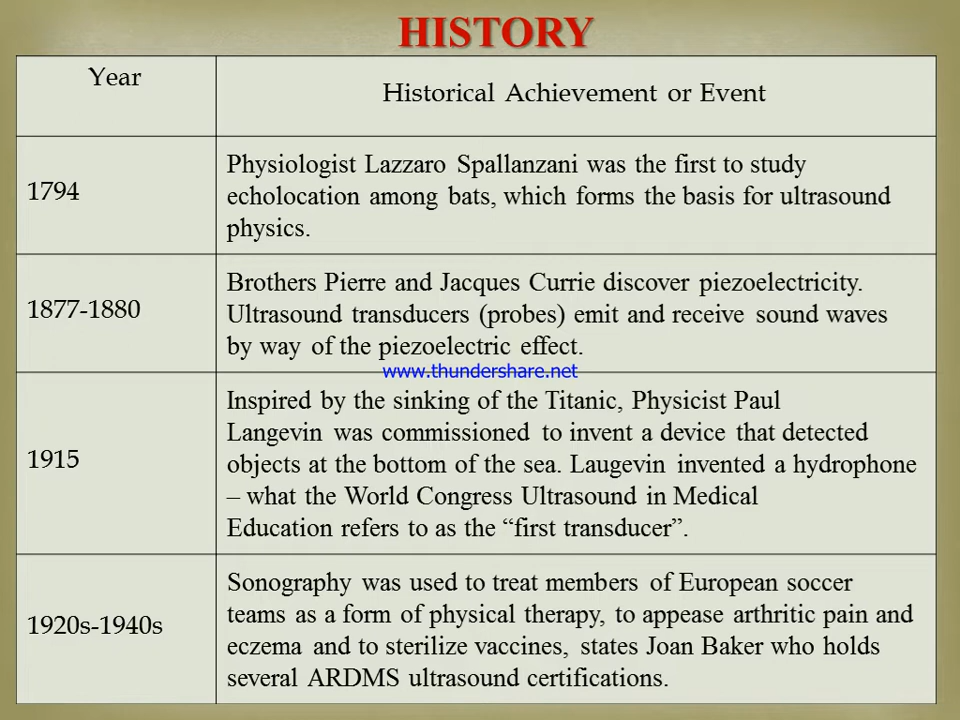 HISTORY
Year
Historical Achievement or Event
1794
Physiologist Lazzaro Spallanzani was the first to study
echolocation among bats, which forms the basis for ultrasound
physics.
1877-1880
Brothers Pierre and Jacques Currie discover piezoelectricity.
Ultrasound transducers (probes) emit and receive sound waves
by way of the piezoelectric effect.
www.thundershare.net
1915
Inspired by the sinking of the Titanic, Physicist Paul
Langevin was commissioned to invent a device that detected
objects at the bottom of the sea. Laugevin invented a hydrophone
– what the World Congress Ultrasound in Medical
Education refers to as the “first transducer”.
1920s-1940s
Sonography was used to treat members of European soccer
teams as a form of physical therapy, to appease arthritic pain and
eczema and to sterilize vaccines, states Joan Baker who holds
several ARDMS ultrasound certifications.